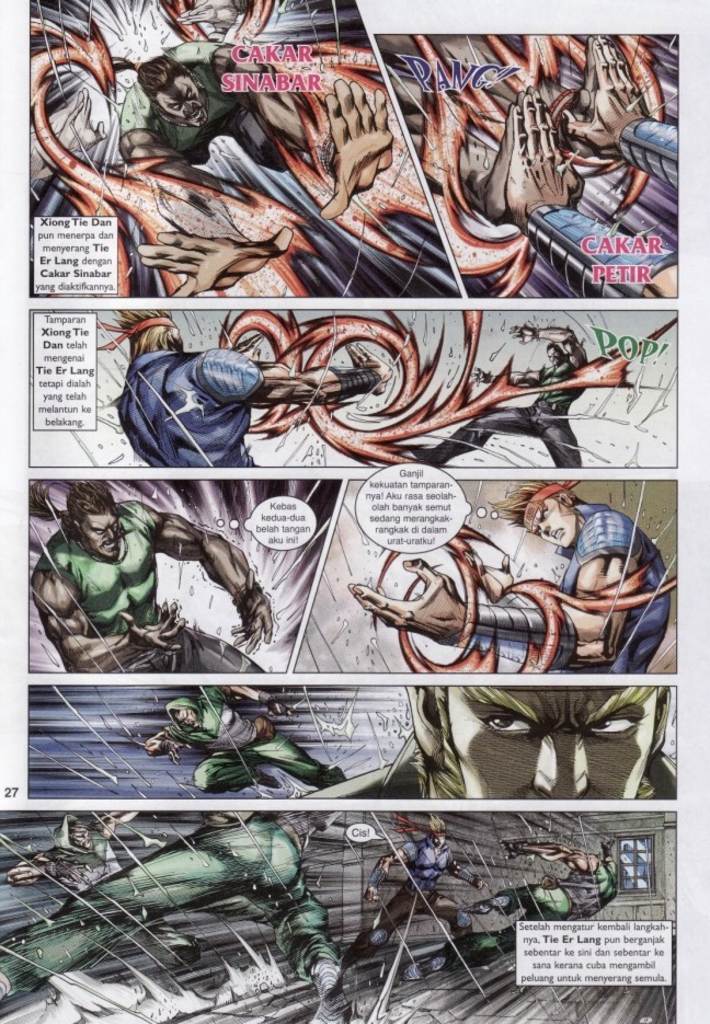 CAKAR
SINABAR
Xiong Tie Dan
pun menerpa dan
menyerang Tie
Er Lang dengan
Cakar Sinabar
yang diaktifkannya.
PANG
CAKAR
PETIR
Tamparan
Xiong Tie
Dan telah
mengenai
Tie Er Lang
tetapi dialah
yang telah
melantun ke
belakang.
POP!
Kebas
kedua-dua
belah tangan
aku ini!
Ganjil
kekuatan tamparan-
nya! Aku rasa seolah-
olah banyak semut
sedang merangkak-
rangkak di dalam
urat-uratku!
27
Cis!
Setelah mengatur kembali langkah-
nya, Tie Er Lang pun berganjak
sebentar ke sini dan sebentar ke
sana kerana cuba mengambil
peluang untuk menyerang semula.